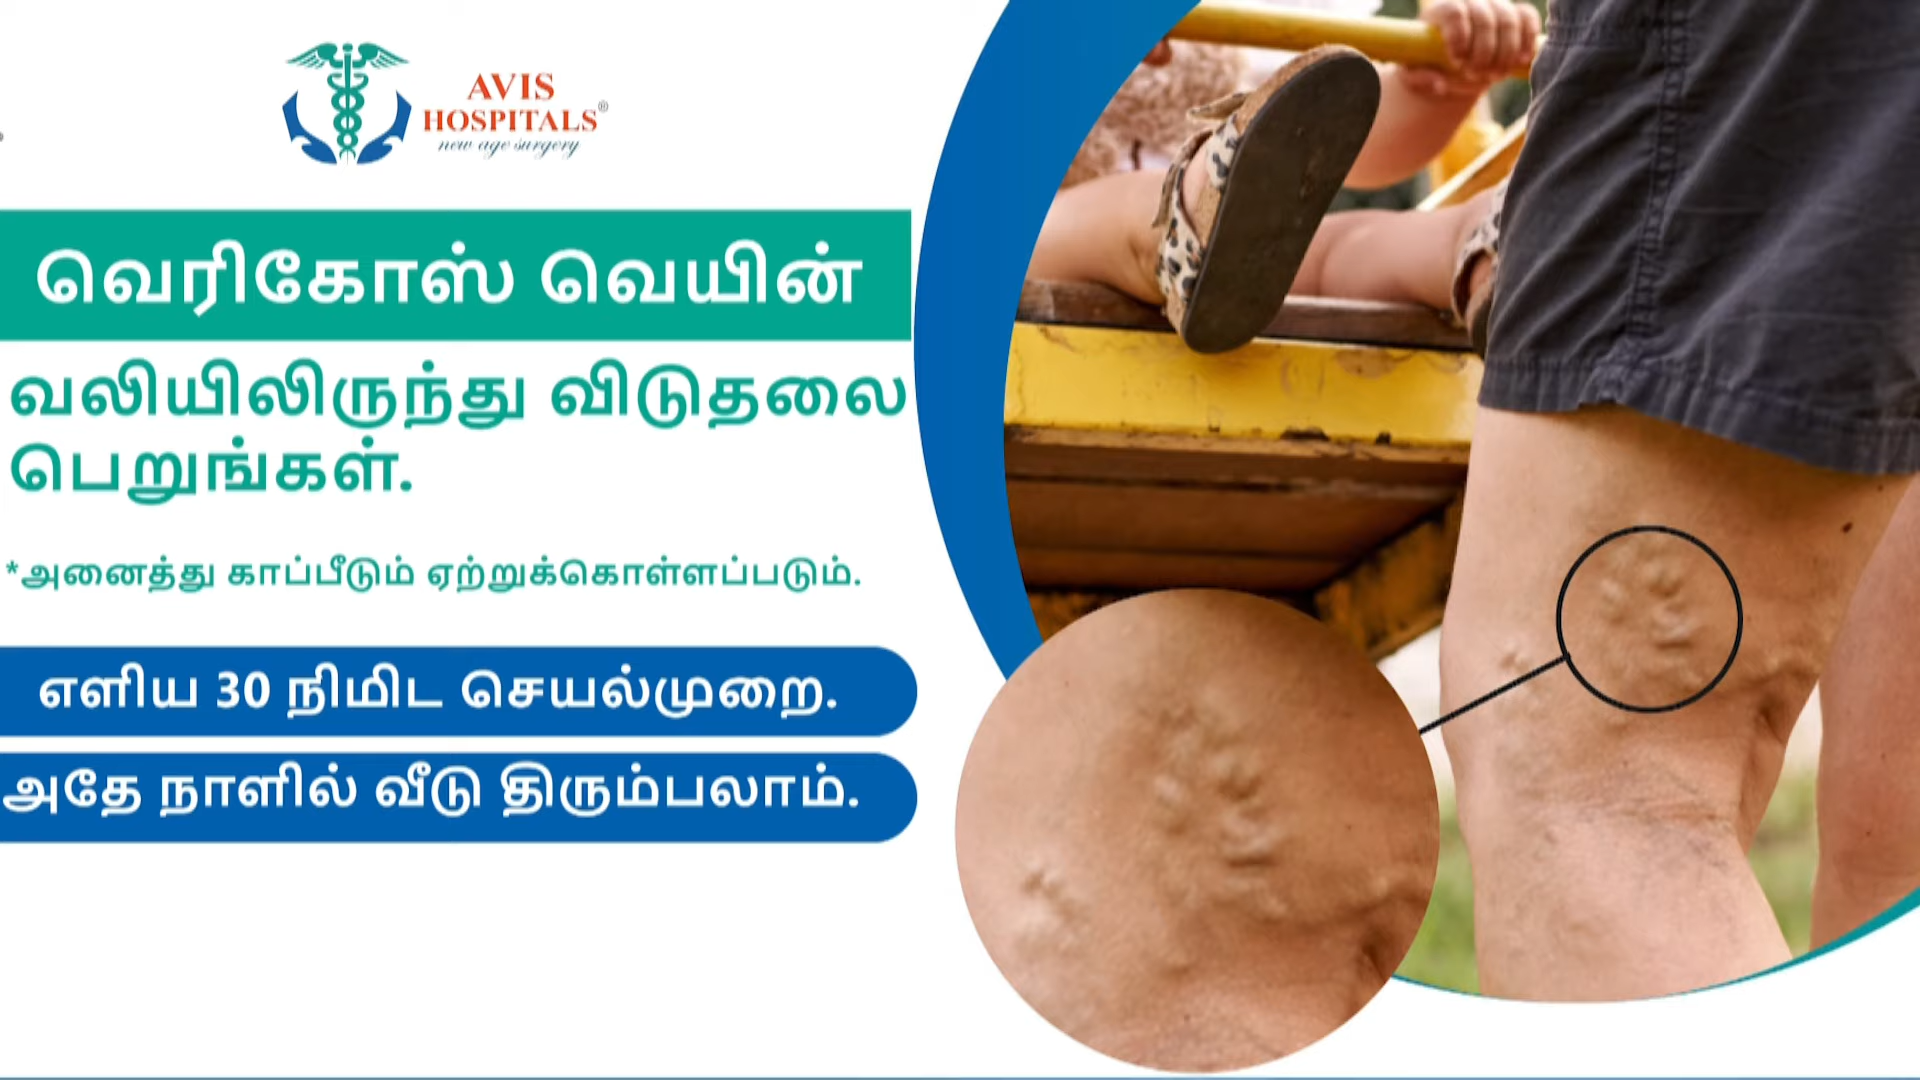 AVIS
HOSPITALS®
new age surgery
வெரிகோஸ் வெயின்
வலியிலிருந்து விடுதலை
பெறுங்கள்.
*அனைத்து காப்பீடும் ஏற்றுக்கொள்ளப்படும்.
எளிய 30 நிமிட செயல்முறை.
அதே நாளில் வீடு திரும்பலாம்.